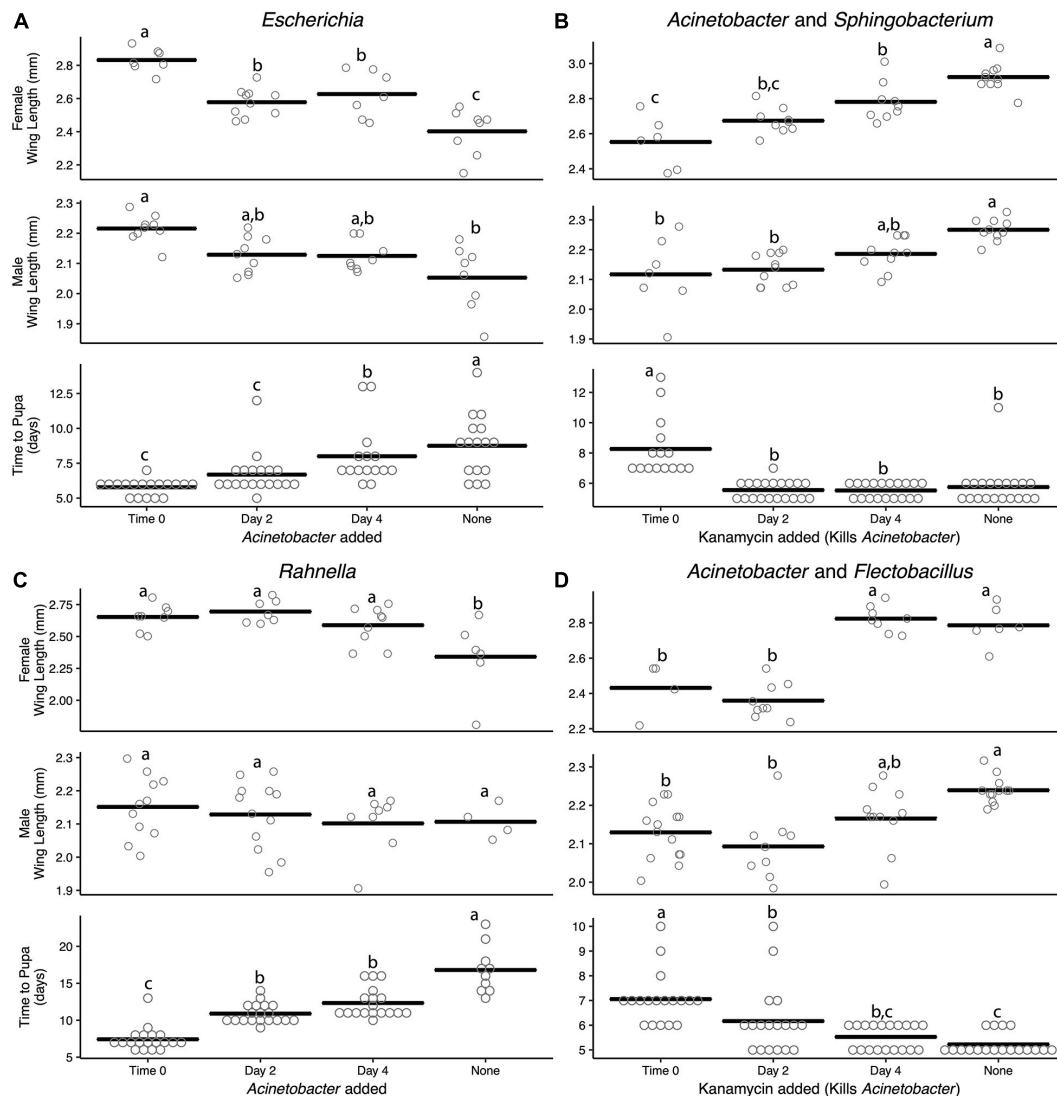 A
Escherichia
a
b
b
c
2.8
2.6
2.4
2.2
Female
Wing Length (mm)
a
a,b
a,b
b
2.3
2.2
2.1
2.0
1.9
Male
Wing Length (mm)
c
c
b
a
12.5
10.0
7.5
5.0
Time to Pupa
(days)
Time 0
Day 2
Day 4
None
Acinetobacter added
B
Acinetobacter and Sphingobacterium
c
b,c
b
a
3.0
2.8
2.6
2.4
b
b
a,b
a
2.3
2.2
2.1
2.0
1.9
a
b
b
b
12
10
8
6
Time 0
Day 2
Day 4
None
Kanamycin added (Kills Acinetobacter)
C
Rahnella
a
a
a
b
2.75
2.50
2.25
2.00
Female
Wing Length (mm)
a
a
a
a
2.3
2.2
2.1
2.0
1.9
Male
Wing Length (mm)
c
b
b
a
20
15
10
5
Time to Pupa
(days)
Time 0
Day 2
Day 4
None
Acinetobacter added
D
Acinetobacter and Flectobacillus
b
b
a
a
2.8
2.6
2.4
2.2
b
b
a,b
a
2.3
2.2
2.1
2.0
a
b
b,c
c
10
9
8
7
6
5
Time 0
Day 2
Day 4
None
Kanamycin added (Kills Acinetobacter)